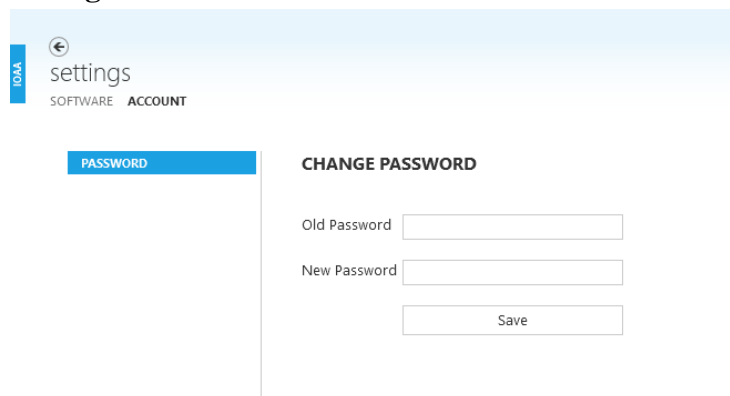 IOAA
settings
SOFTWARE ACCOUNT
PASSWORD
CHANGE PASSWORD
Old Password
New Password
Save